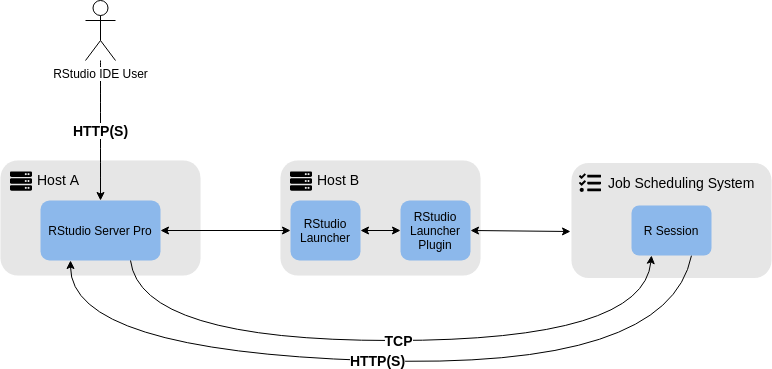 RStudio IDE User
HTTP(S)
Host A
RStudio Server Pro
Host B
RStudio
Launcher
RStudio
Launcher
Plugin
Job Scheduling System
R Session
TCP
HTTP(S)